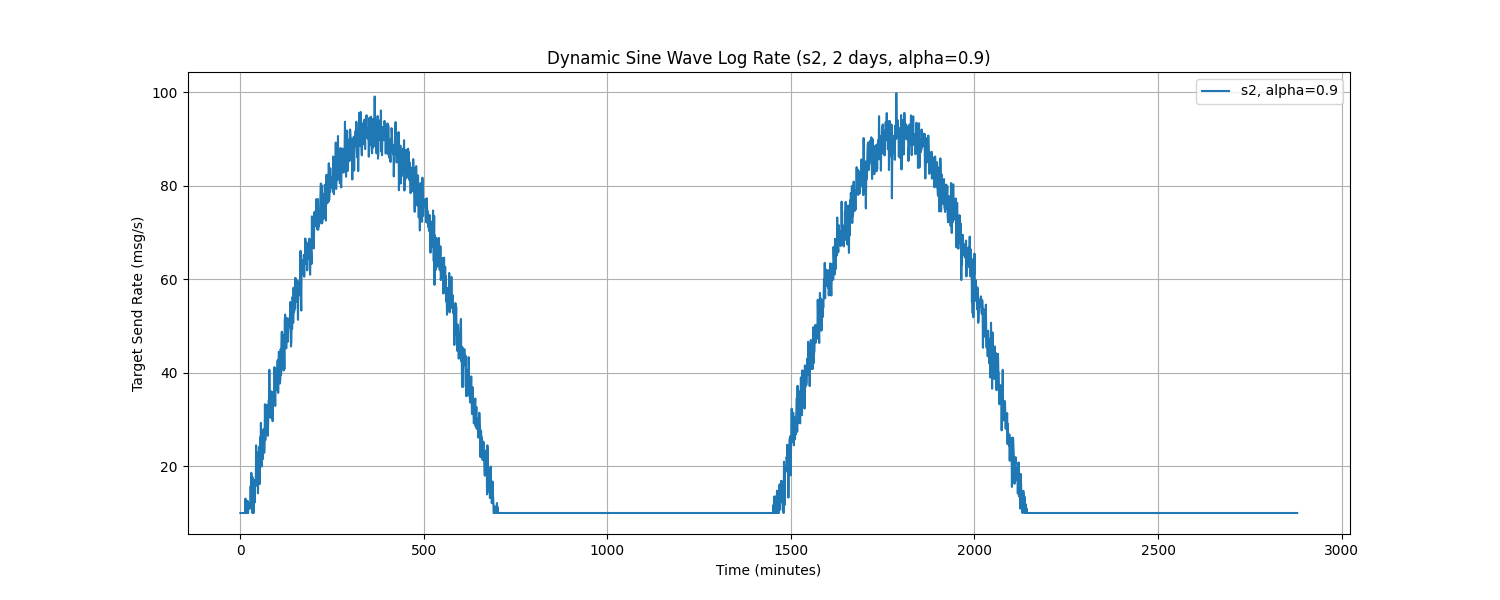 Dynamic Sine Wave Log Rate (s2, 2 days, alpha=0.9)
s2, alpha=0.9
Target Send Rate (msg/s)
100
80
60
40
20
0 500 1000 1500 2000 2500 3000
Time (minutes)